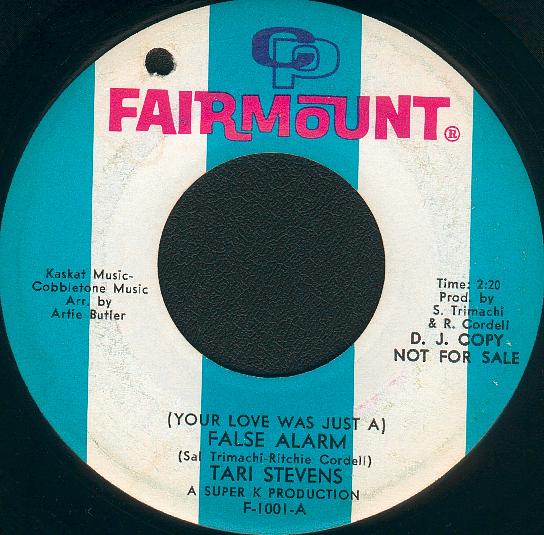 CP
FAIRMOUNT®
Kaskat Music-
Cobbletone Music
Arr. by
Artie Butler
Time: 2:20
Prod. by
S. Trimachi
& R. Cordell
D. J. COPY
NOT FOR SALE
(YOUR LOVE WAS JUST A)
FALSE ALARM
(Sal Trimachi-Ritchie Cordell)
TARI STEVENS
A SUPER K PRODUCTION
F-1001-A